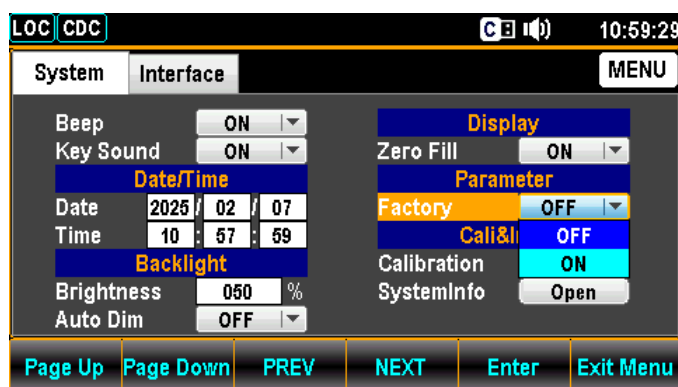 LOC CDC C 10:59:29
System Interface MENU
Beep ON
Key Sound ON
Date/Time
Date 2025 / 02 / 07
Time 10 : 57 : 59
Backlight
Brightness 050 %
Auto Dim OFF
Display
Zero Fill ON
Parameter
Factory OFF
OFF
ON
Cali&I
Calibration
SystemInfo Open
Page Up Page Down PREV NEXT Enter Exit Menu